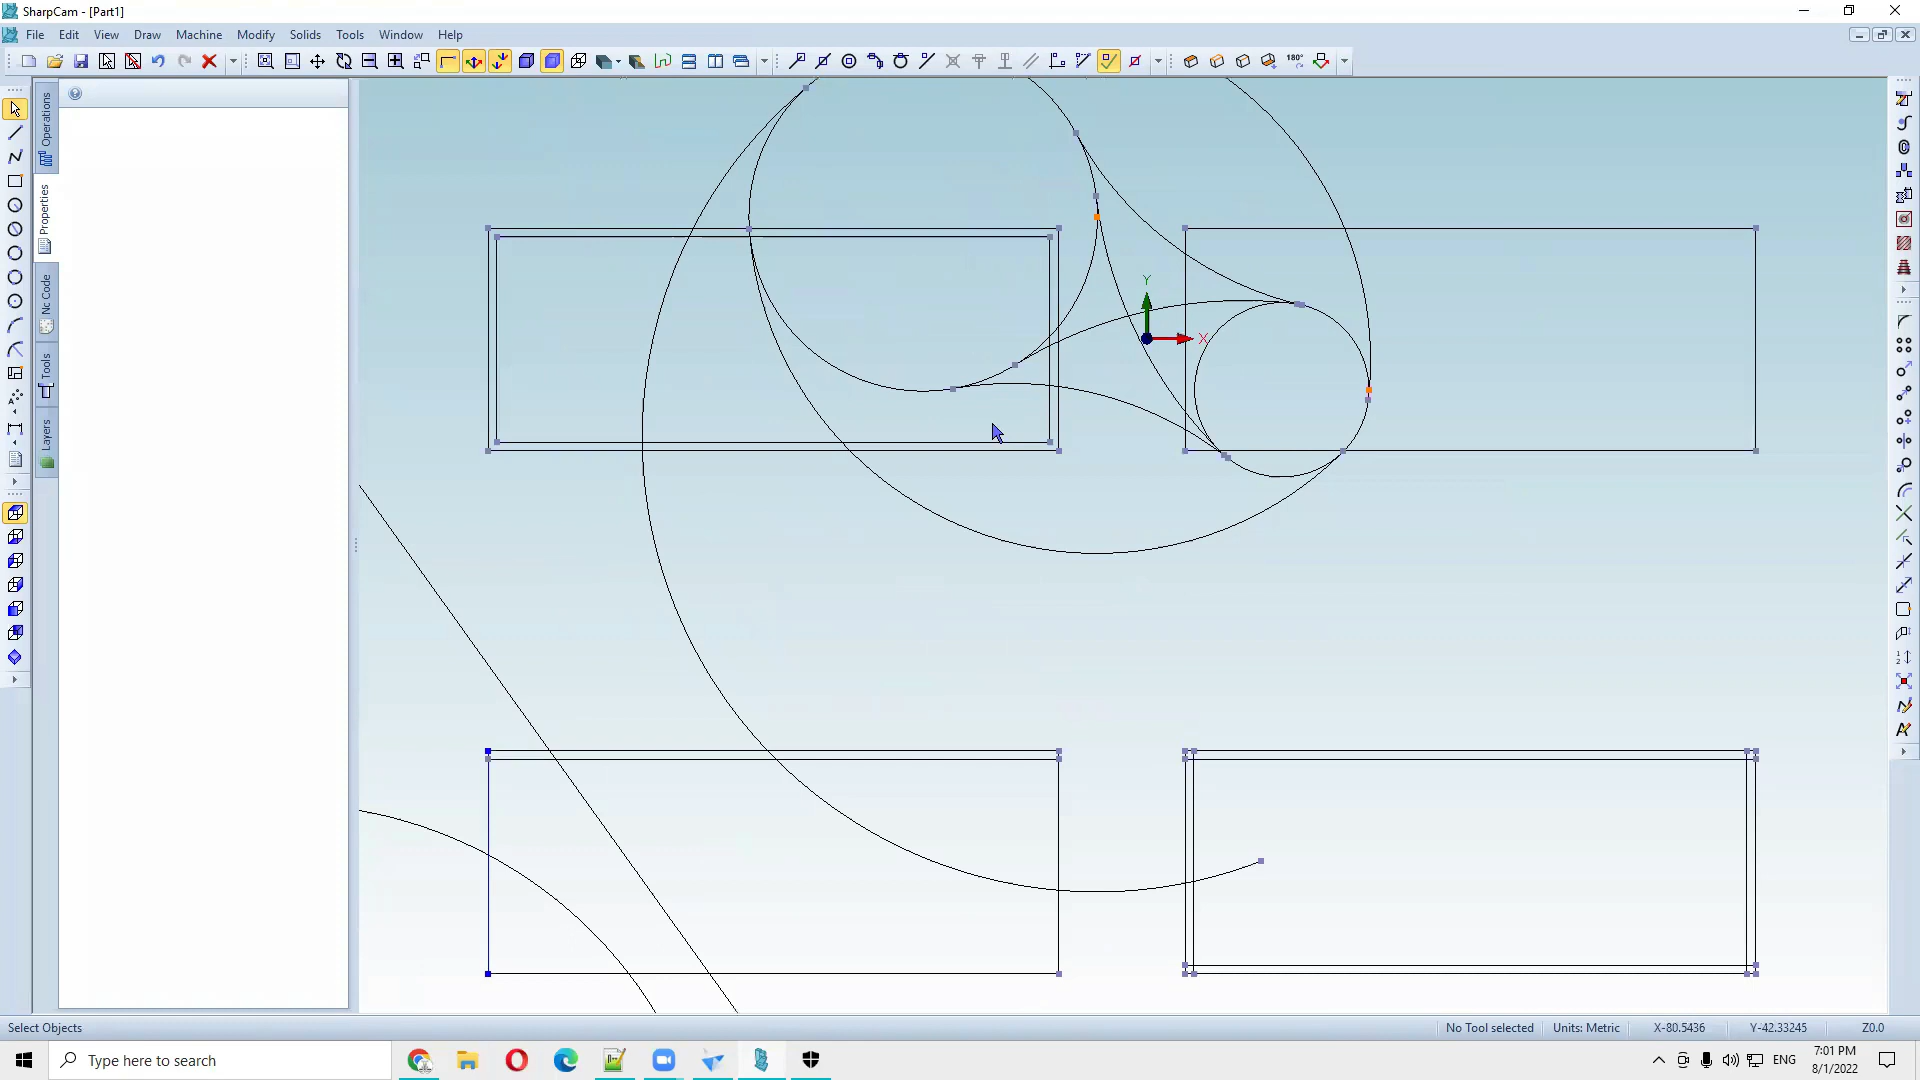 SharpCam - [Part1]
File Edit View Draw Machine Modify Solids Tools Window Help
180°
Operations
Properties
Nc Code
Tools
Layers
Y
X
Select Objects
No Tool selected Units: Metric X-80.5436 Y-42.33245 Z0.0
Type here to search
ENG
7:01 PM
8/1/2022